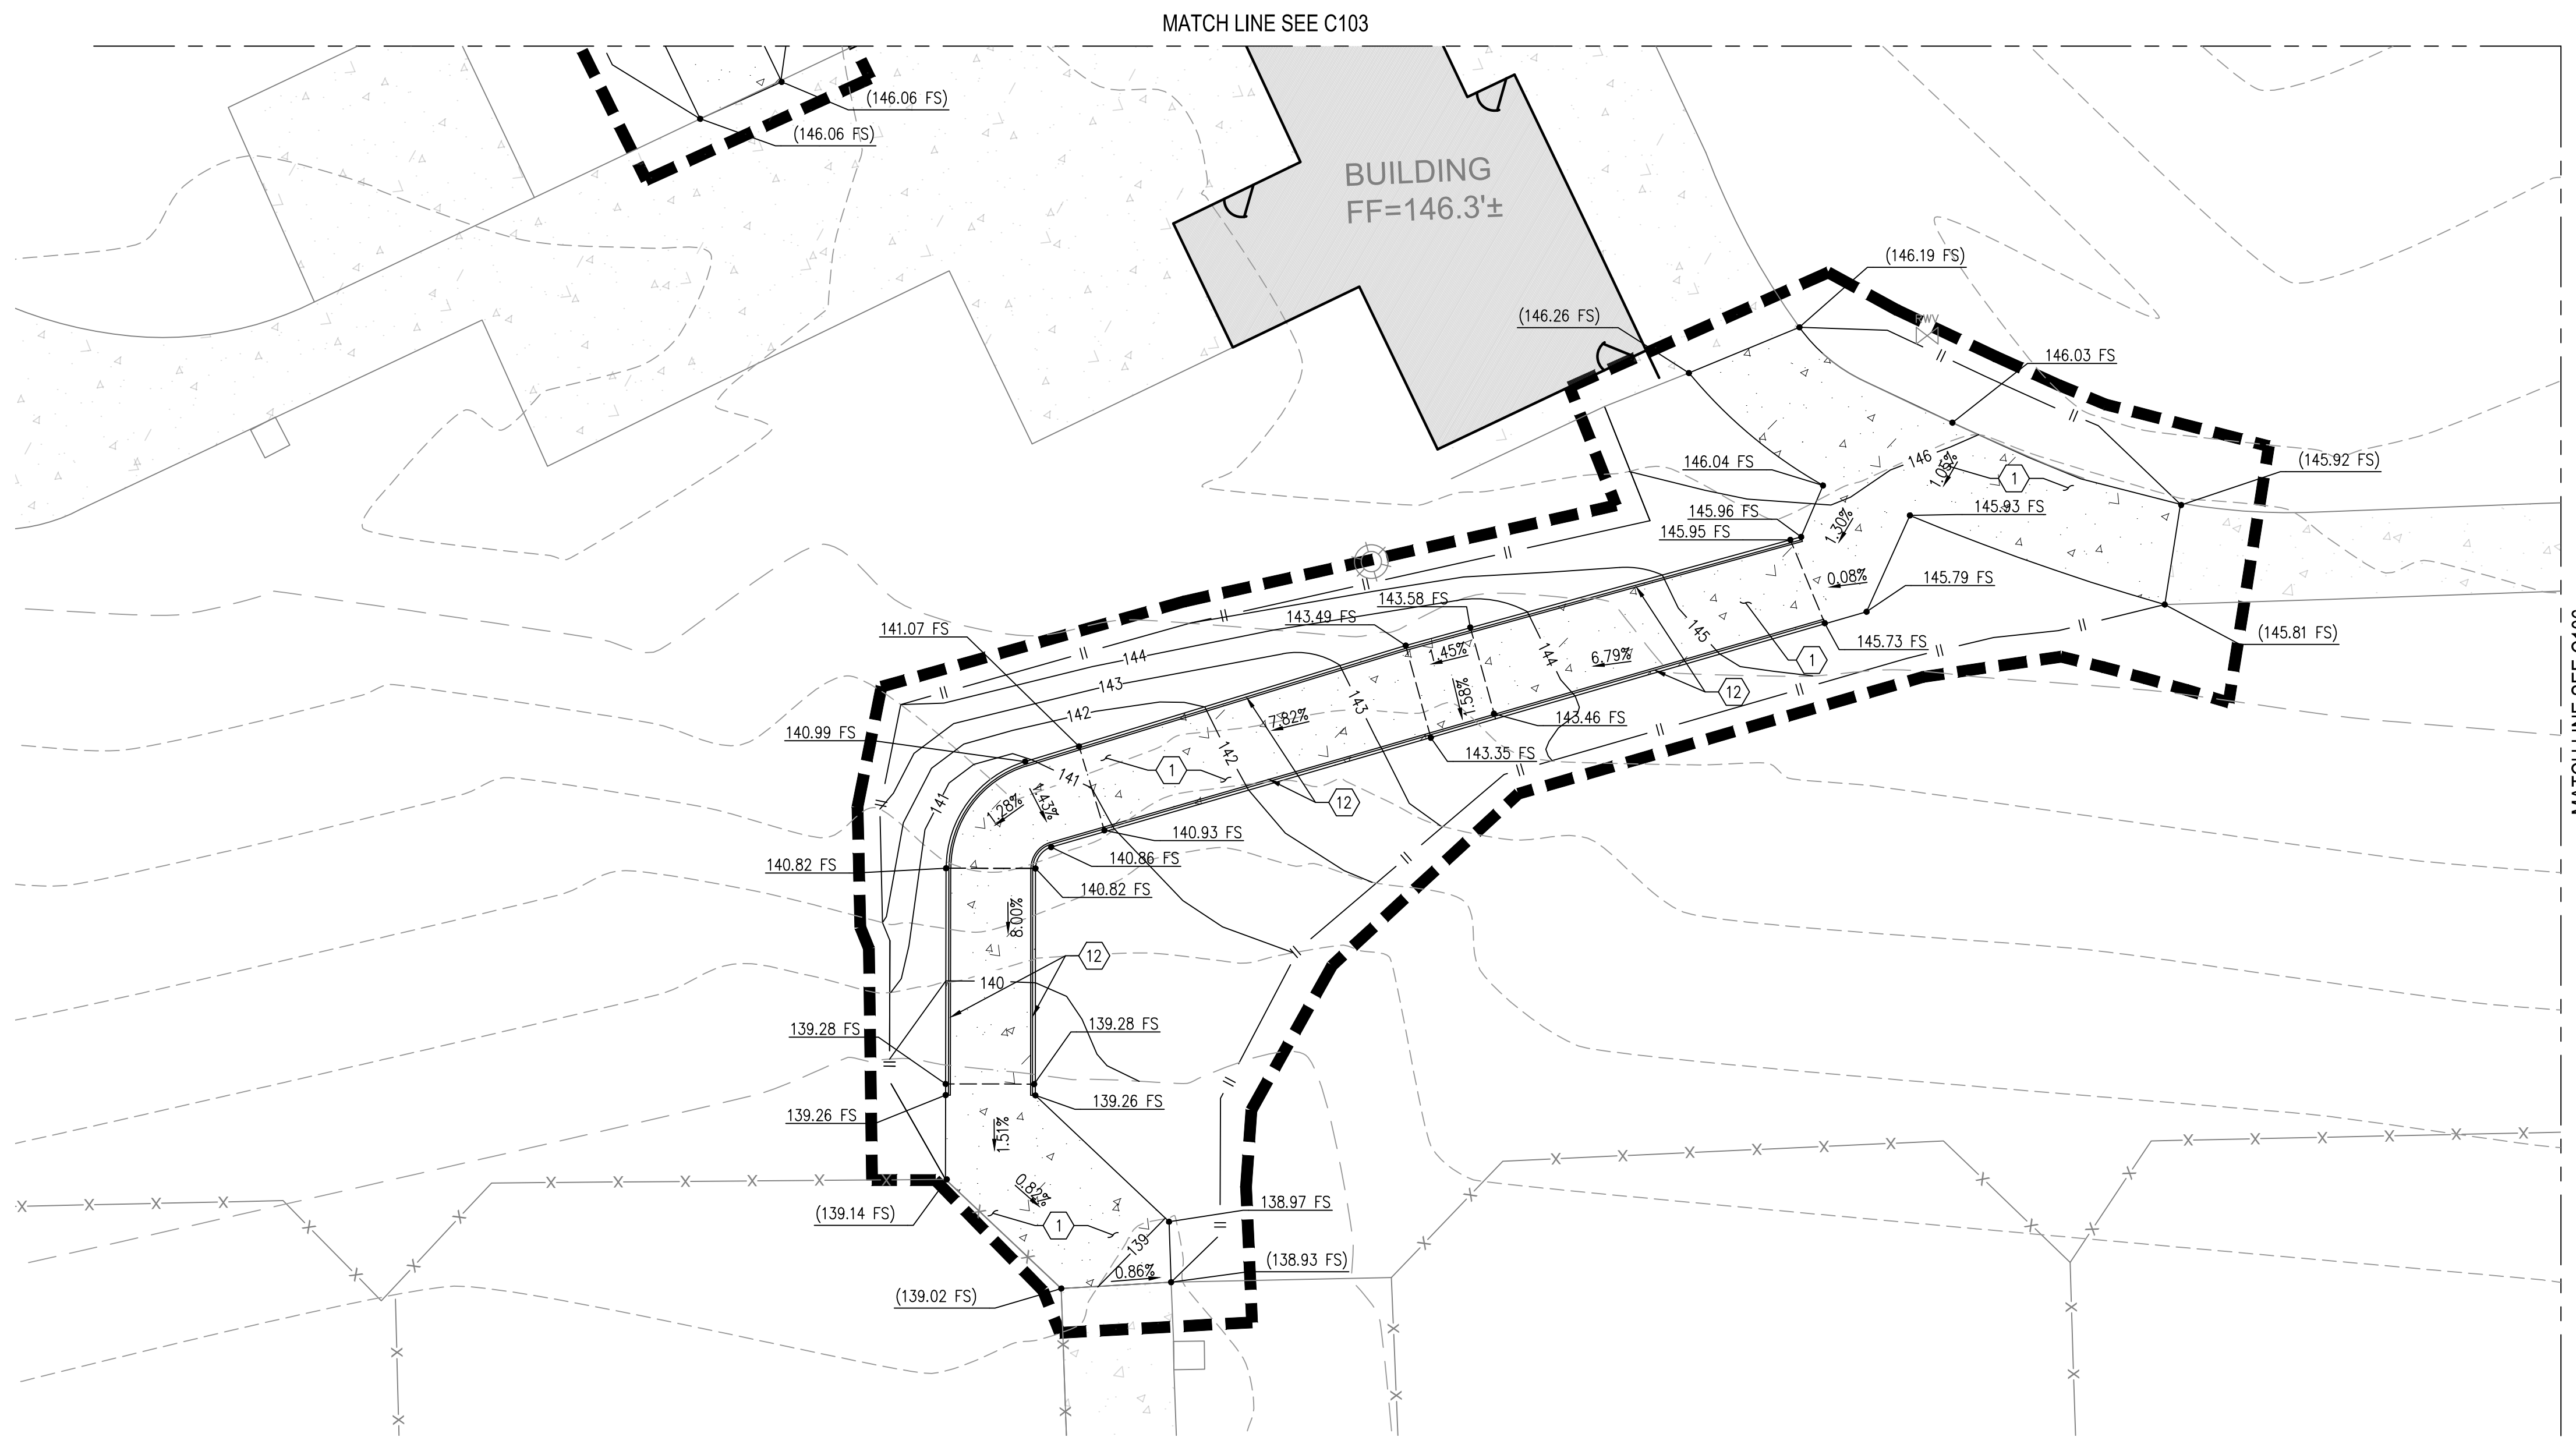 MATCH LINE SEE C103
(146.06 FS)
(146.06 FS)
BUILDING
FF=146.3'±
(146.19 FS)
(146.26 FS)
146.03 FS
146.04 FS
146
1.05%
1
(145.92 FS)
145.96 FS
145.93 FS
145.95 FS
1.30%
0.08%
145.79 FS
143.58 FS
143.49 FS
141.07 FS
145
(145.81 FS)
145.73 FS
144
1.45%
144
6.79%
1
143
12
1.58%
143
142
143.46 FS
7.82%
140.99 FS
142
143.35 FS
141
1
141
12
1.28%
1.43%
140.93 FS
140.82 FS
140.86 FS
140.82 FS
8.00%
12
140
139.28 FS
139.28 FS
139.26 FS
139.26 FS
1.51%
0.82%
(139.14 FS)
1
138.97 FS
139
0.86%
(138.93 FS)
(139.02 FS)